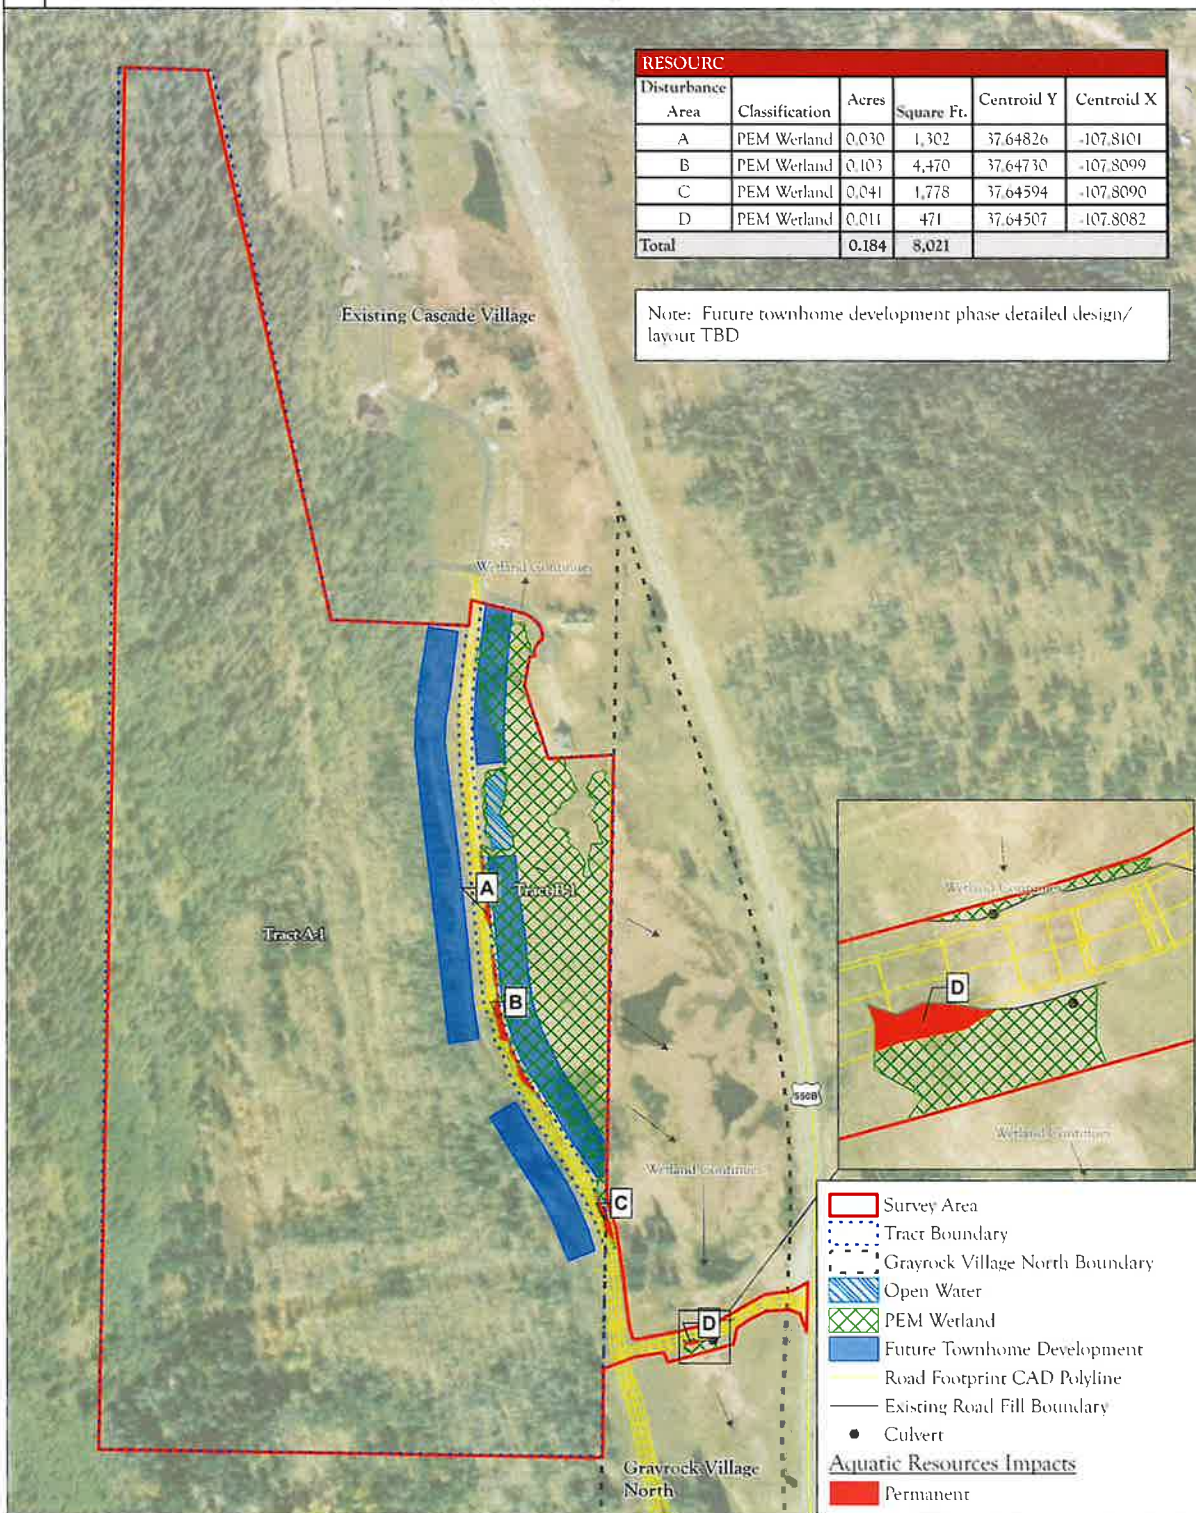 RESOURC
Disturbance Area Classification Acres Square Ft. Centroid Y Centroid X
A PEM Wetland 0.030 1,302 37.64826 -107.8101
B PEM Wetland 0.103 4,470 37.64730 -107.8099
C PEM Wetland 0.041 1,778 37.64594 -107.8090
D PEM Wetland 0.011 471 37.64507 -107.8082
Total 0.184 8,021
Note: Future townhome development phase detailed design/
layout TBD
Existing Cascade Village
Wetland Continues
A
Tract B-1
Tract A-1
B
Wetland Continues
D
550B
Wetland Continues
Wetland Continues
C
D
Grayrock Village
North
Survey Area
Tract Boundary
Grayrock Village North Boundary
Open Water
PEM Wetland
Future Townhome Development
Road Footprint CAD Polyline
Existing Road Fill Boundary
Culvert
Aquatic Resources Impacts
Permanent